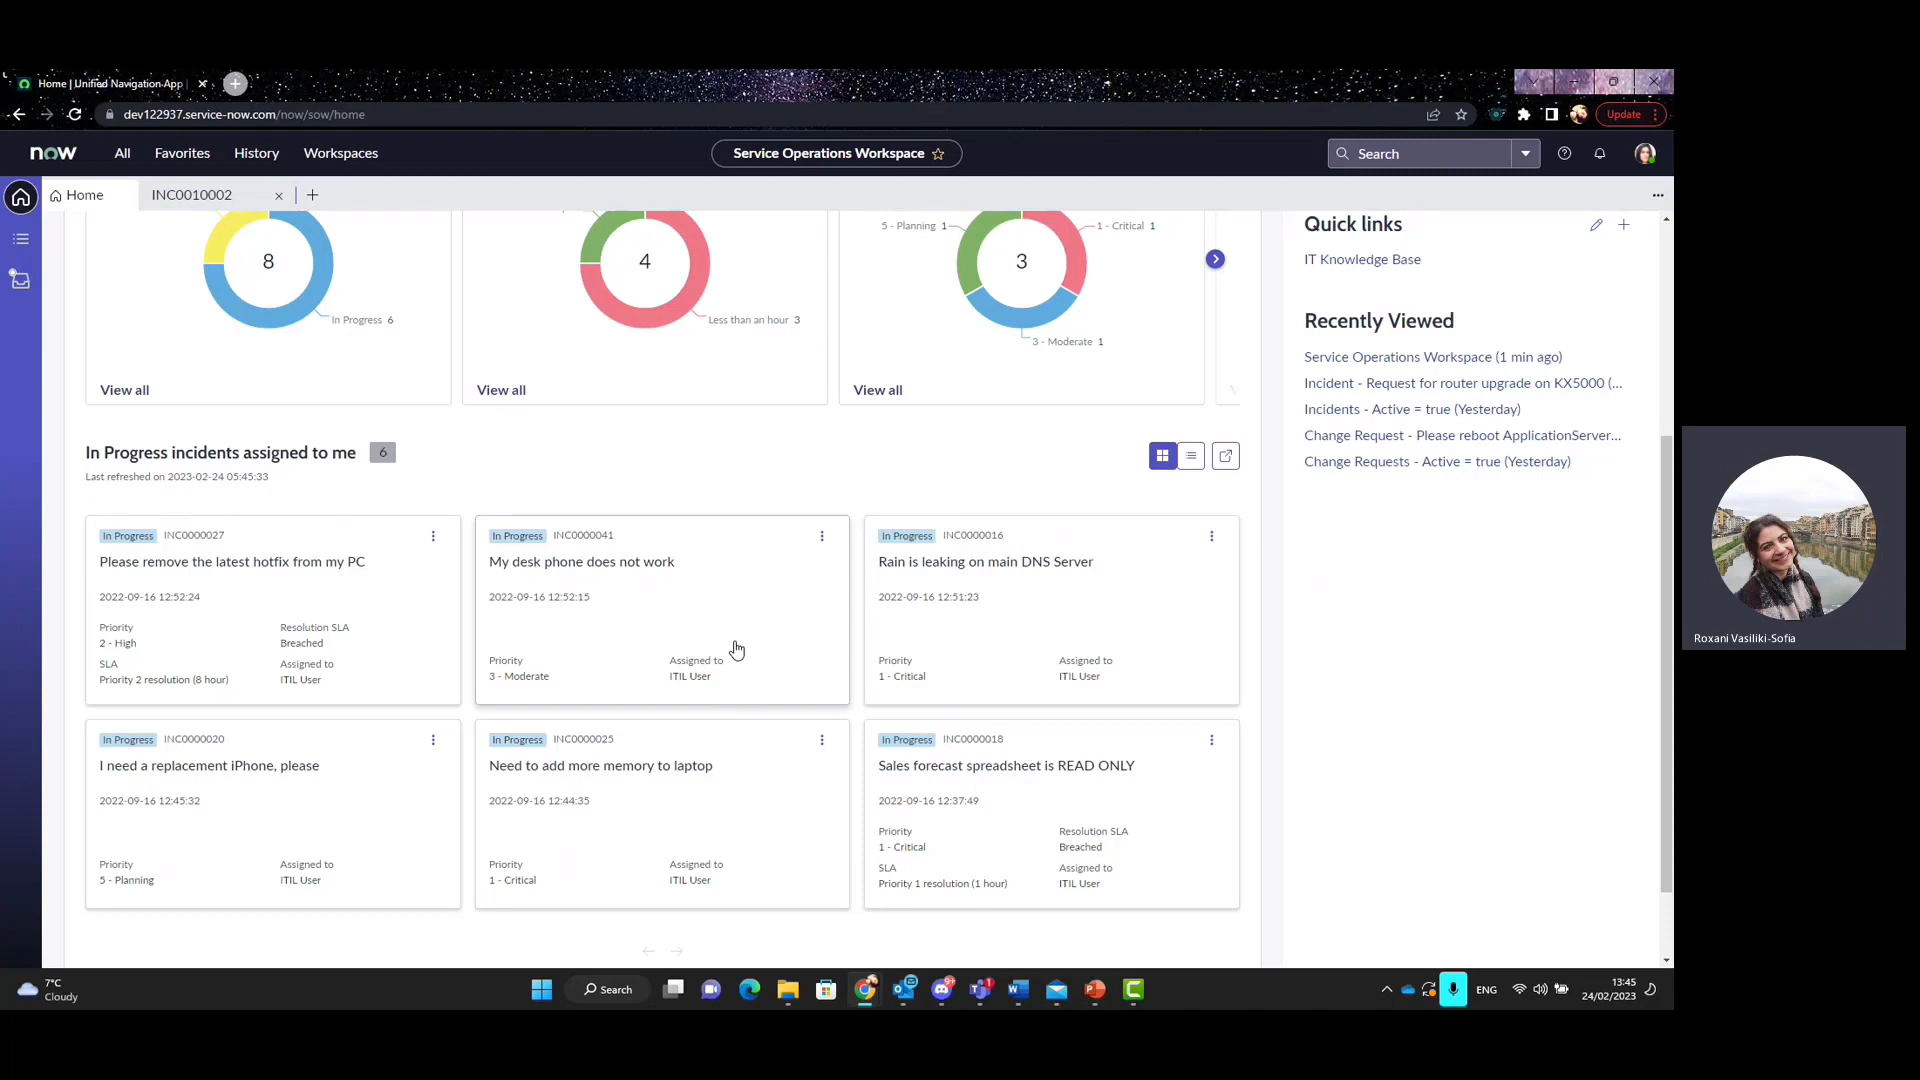 Home | Unified Navigation App
dev122937.service-now.com/now/sow/home
Update
now
All
Favorites
History
Workspaces
Service Operations Workspace
Search
Home
INC0010002
8
In Progress 6
View all
4
Less than an hour 3
View all
5 - Planning 1
1 - Critical 1
3
3 - Moderate 1
View all
Quick links
IT Knowledge Base
Recently Viewed
Service Operations Workspace (1 min ago)
Incident - Request for router upgrade on KX5000 (...
Incidents - Active = true (Yesterday)
Change Request - Please reboot ApplicationServer...
Change Requests - Active = true (Yesterday)
In Progress incidents assigned to me 6
Last refreshed on 2023-02-24 05:45:33
In Progress INC0000027
Please remove the latest hotfix from my PC
2022-09-16 12:52:24
Priority
2 - High
Resolution SLA
Breached
SLA
Priority 2 resolution (8 hour)
Assigned to
ITIL User
In Progress INC0000041
My desk phone does not work
2022-09-16 12:52:15
Priority
3 - Moderate
Assigned to
ITIL User
In Progress INC0000016
Rain is leaking on main DNS Server
2022-09-16 12:51:23
Priority
1 - Critical
Assigned to
ITIL User
In Progress INC0000020
I need a replacement iPhone, please
2022-09-16 12:45:32
Priority
5 - Planning
Assigned to
ITIL User
In Progress INC0000025
Need to add more memory to laptop
2022-09-16 12:44:35
Priority
1 - Critical
Assigned to
ITIL User
In Progress INC0000018
Sales forecast spreadsheet is READ ONLY
2022-09-16 12:37:49
Priority
1 - Critical
Resolution SLA
Breached
SLA
Priority 1 resolution (1 hour)
Assigned to
ITIL User
Roxani Vasiliki-Sofia
7°C
Cloudy
Search
ENG
13:45
24/02/2023